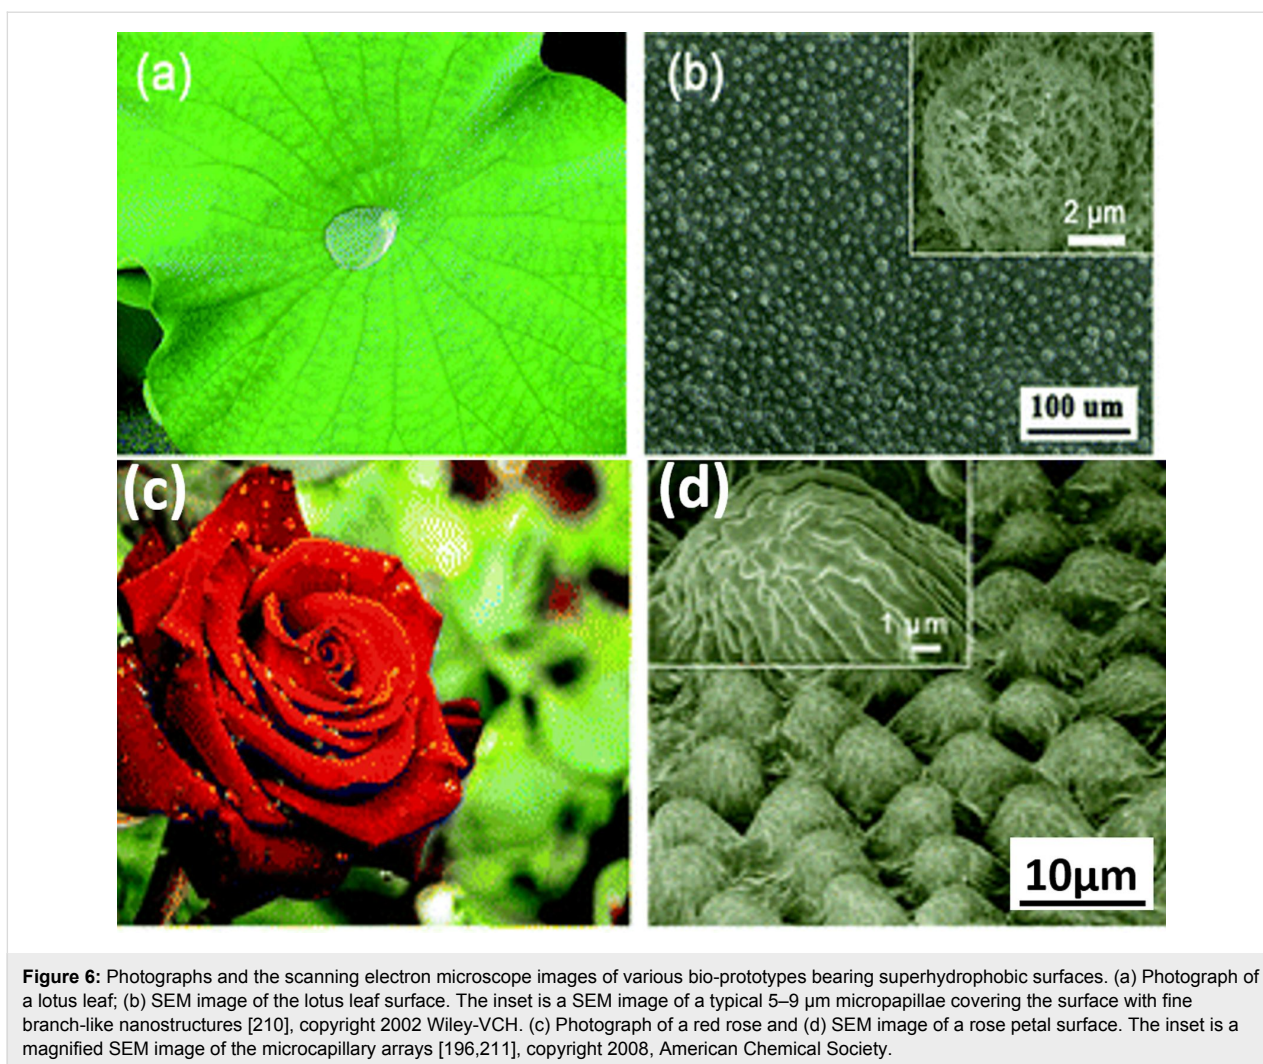 (a)
(b)
2 μm
100 um
(c)
(d)
1 μm
10μm
Figure 6: Photographs and the scanning electron microscope images of various bio-prototypes bearing superhydrophobic surfaces. (a) Photograph of
a lotus leaf; (b) SEM image of the lotus leaf surface. The inset is a SEM image of a typical 5–9 μm micropapillae covering the surface with fine
branch-like nanostructures [210], copyright 2002 Wiley-VCH. (c) Photograph of a red rose and (d) SEM image of a rose petal surface. The inset is a
magnified SEM image of the microcapillary arrays [196,211], copyright 2008, American Chemical Society.